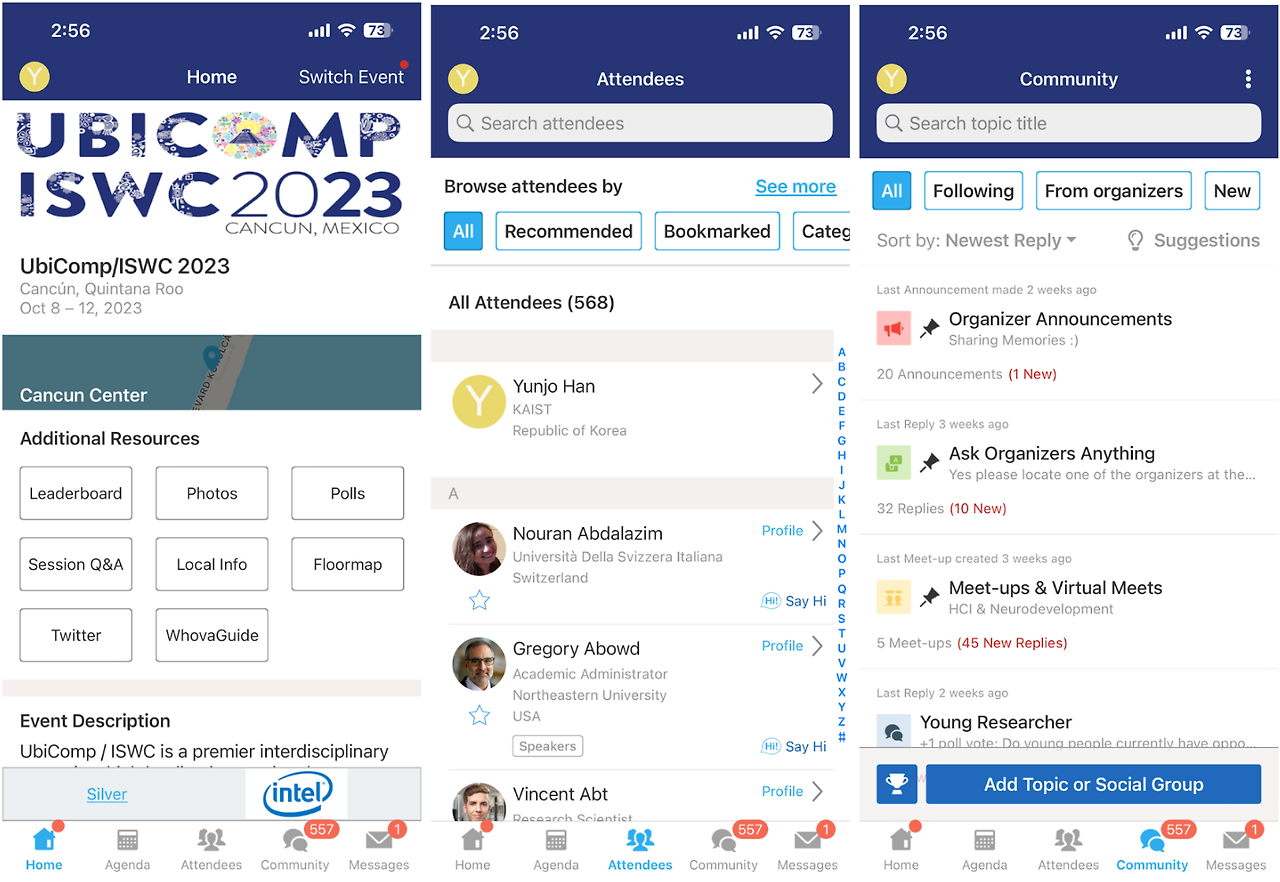 2:56
73
Y
Home
Switch Event
UBICOMP
ISWC 2023
CANCUN, MEXICO
UbiComp/ISWC 2023
Cancún, Quintana Roo
Oct 8 – 12, 2023
Cancun Center
Additional Resources
Leaderboard
Photos
Polls
Session Q&A
Local Info
Floormap
Twitter
WhovaGuide
Event Description
UbiComp / ISWC is a premier interdisciplinary
Silver
intel
557
1
Home
Agenda
Attendees
Community
Messages
2:56
73
Y
Attendees
Search attendees
Browse attendees by
See more
All
Recommended
Bookmarked
Categ
All Attendees (568)
Y
Yunjo Han
KAIST
Republic of Korea
A
Nouran Abdalazim
Profile
Università Della Svizzera Italiana
Switzerland
Hi!
Say Hi
Gregory Abowd
Profile
Academic Administrator
Northeastern University
USA
Speakers
Hi!
Say Hi
Vincent Abt
Profile
Research Scientist
A
B
C
D
E
F
G
H
I
J
K
L
M
N
O
P
Q
R
S
T
U
V
W
X
Y
Z
#
557
1
Home
Agenda
Attendees
Community
Messages
2:56
73
Y
Community
Search topic title
All
Following
From organizers
New
Sort by: Newest Reply
Suggestions
Last Announcement made 2 weeks ago
Organizer Announcements
Sharing Memories :)
20 Announcements (1 New)
Last Reply 3 weeks ago
Ask Organizers Anything
Yes please locate one of the organizers at the...
32 Replies (10 New)
Last Meet-up created 3 weeks ago
Meet-ups & Virtual Meets
HCI & Neurodevelopment
5 Meet-ups (45 New Replies)
Last Reply 2 weeks ago
Young Researcher
+1 poll vote: Do young people currently have oppo...
Add Topic or Social Group
557
1
Home
Agenda
Attendees
Community
Messages